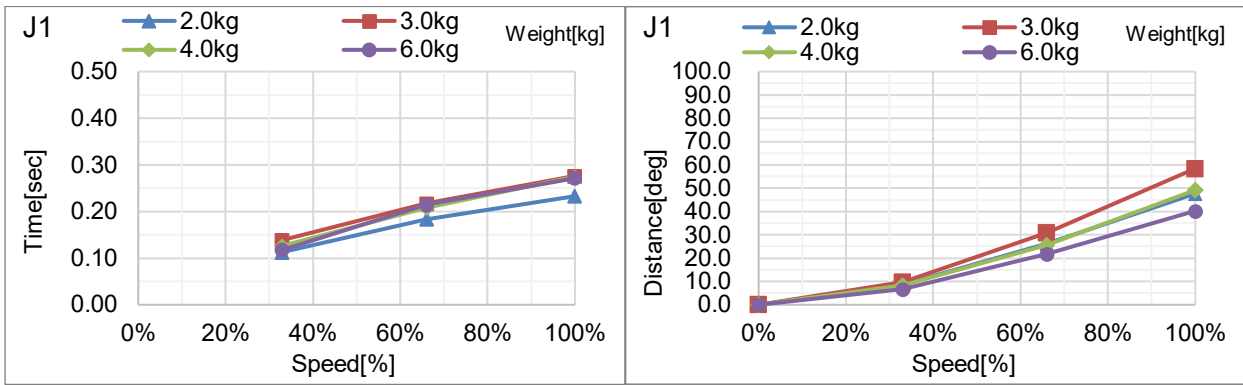 J1
2.0kg 3.0kg
4.0kg 6.0kg
Weight[kg]
Time[sec]
0.50
0.40
0.30
0.20
0.10
0.00
0% 20% 40% 60% 80% 100%
Speed[%]
J1
2.0kg 3.0kg
4.0kg 6.0kg
Weight[kg]
Distance[deg]
100.0
90.0
80.0
70.0
60.0
50.0
40.0
30.0
20.0
10.0
0.0
0% 20% 40% 60% 80% 100%
Speed[%]